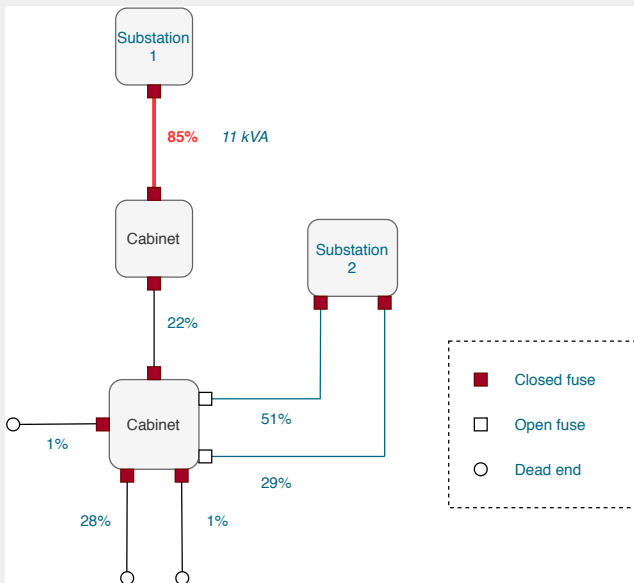 Substation
1
85%
11 kVA
Cabinet
Substation
2
22%
Cabinet
51%
1%
29%
28%
1%
Closed fuse
Open fuse
Dead end